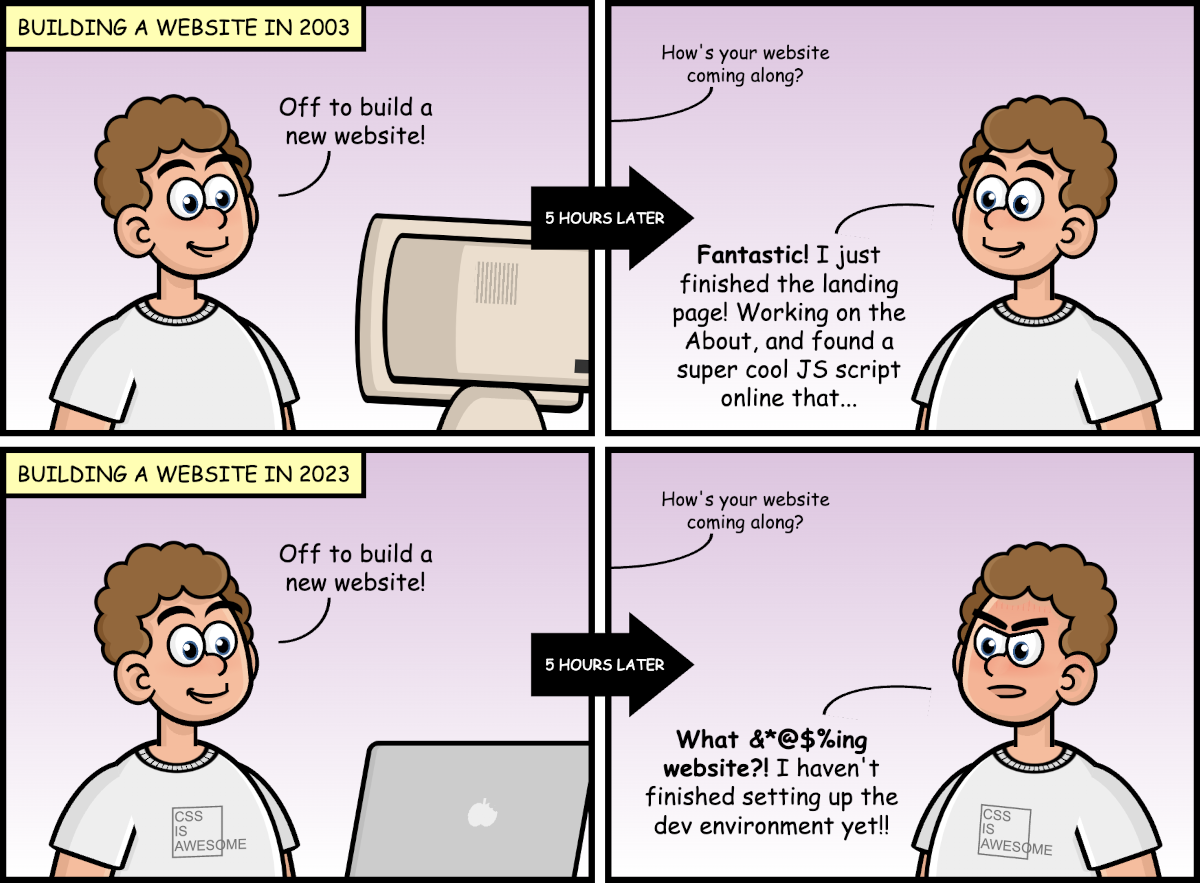 BUILDING A WEBSITE IN 2003
Off to build a
new website!
5 HOURS LATER
How's your website
coming along?
Fantastic! I just
finished the landing
page! Working on the
About, and found a
super cool JS script
online that...
BUILDING A WEBSITE IN 2023
Off to build a
new website!
CSS
IS
AWESOME
5 HOURS LATER
How's your website
coming along?
What &*@$%ing
website?! I haven't
finished setting up the
dev environment yet!!
CSS
IS
AWESOME